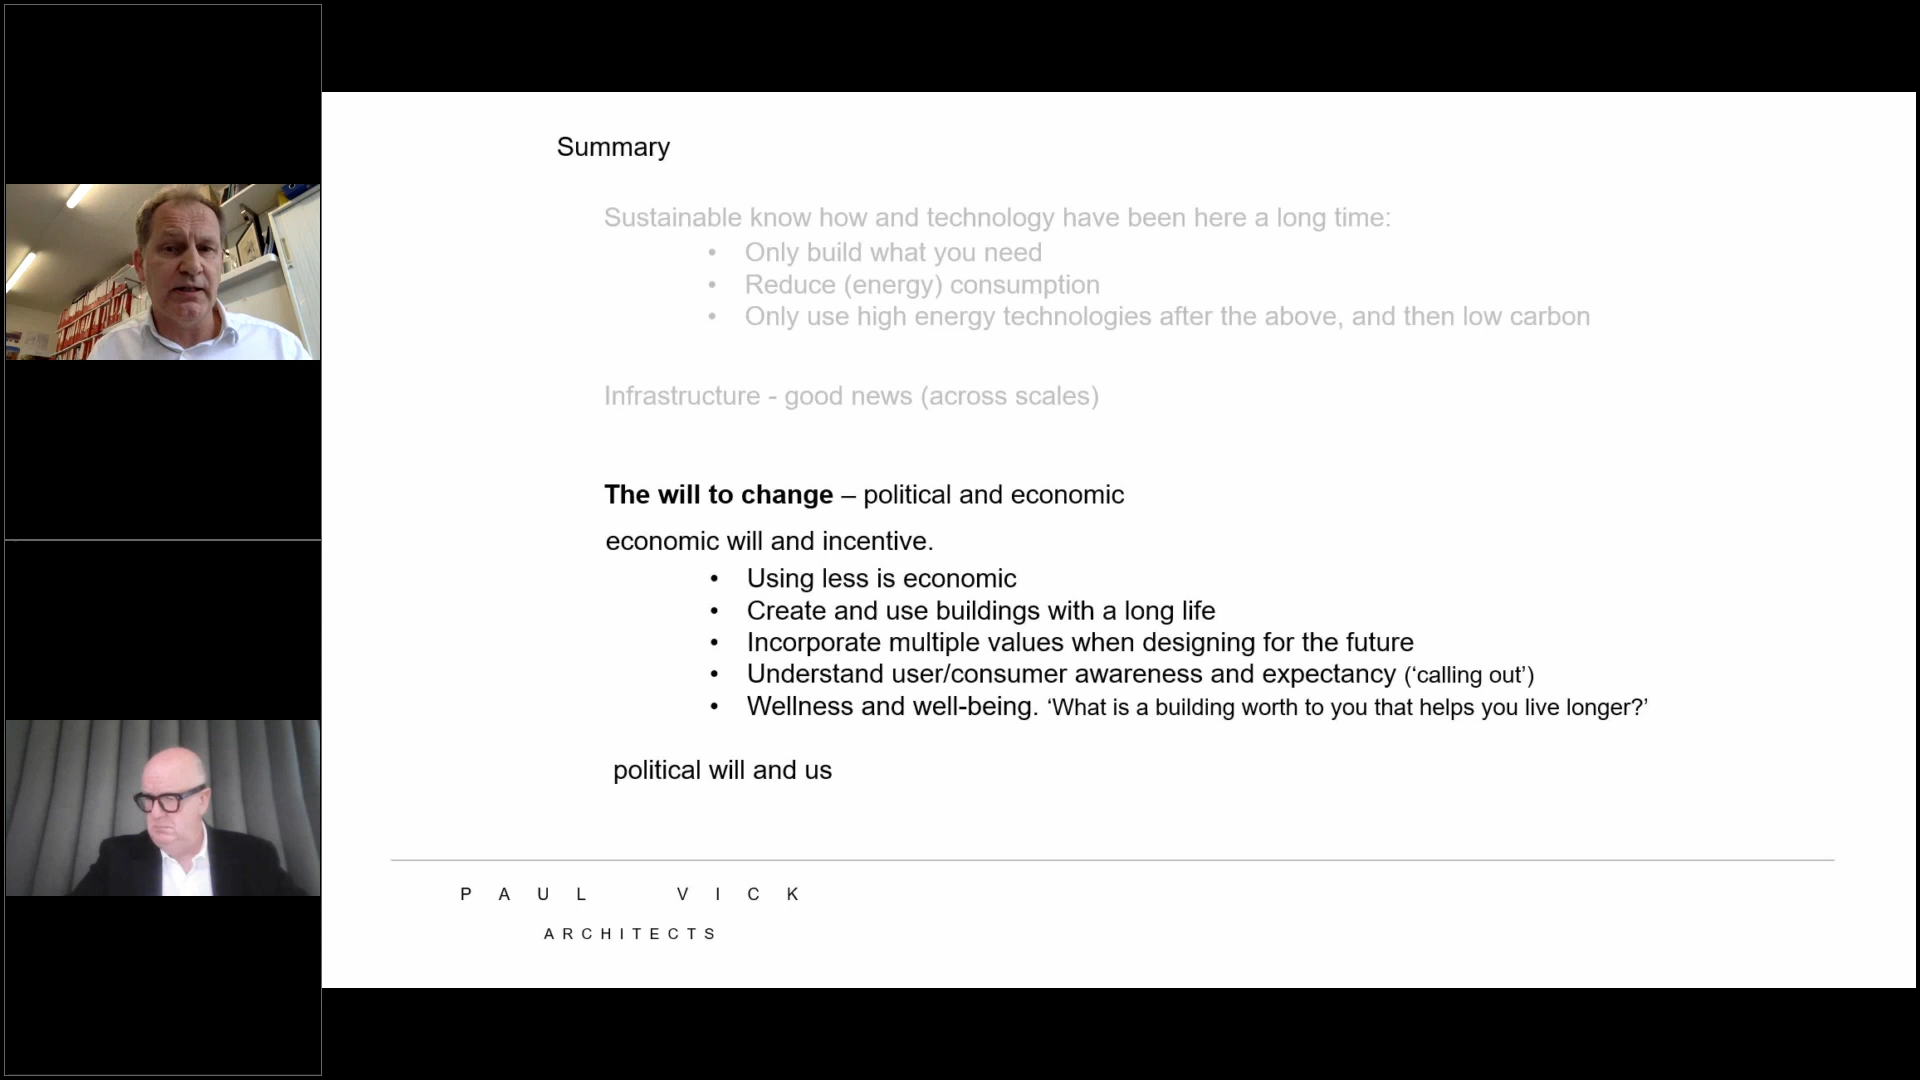 Summary
Sustainable know how and technology have been here a long time:
• Only build what you need
• Reduce (energy) consumption
• Only use high energy technologies after the above, and then low carbon
Infrastructure - good news (across scales)
The will to change – political and economic
economic will and incentive.
• Using less is economic
• Create and use buildings with a long life
• Incorporate multiple values when designing for the future
• Understand user/consumer awareness and expectancy (‘calling out’)
• Wellness and well-being. ‘What is a building worth to you that helps you live longer?’
political will and us
PAUL VICK
ARCHITECTS